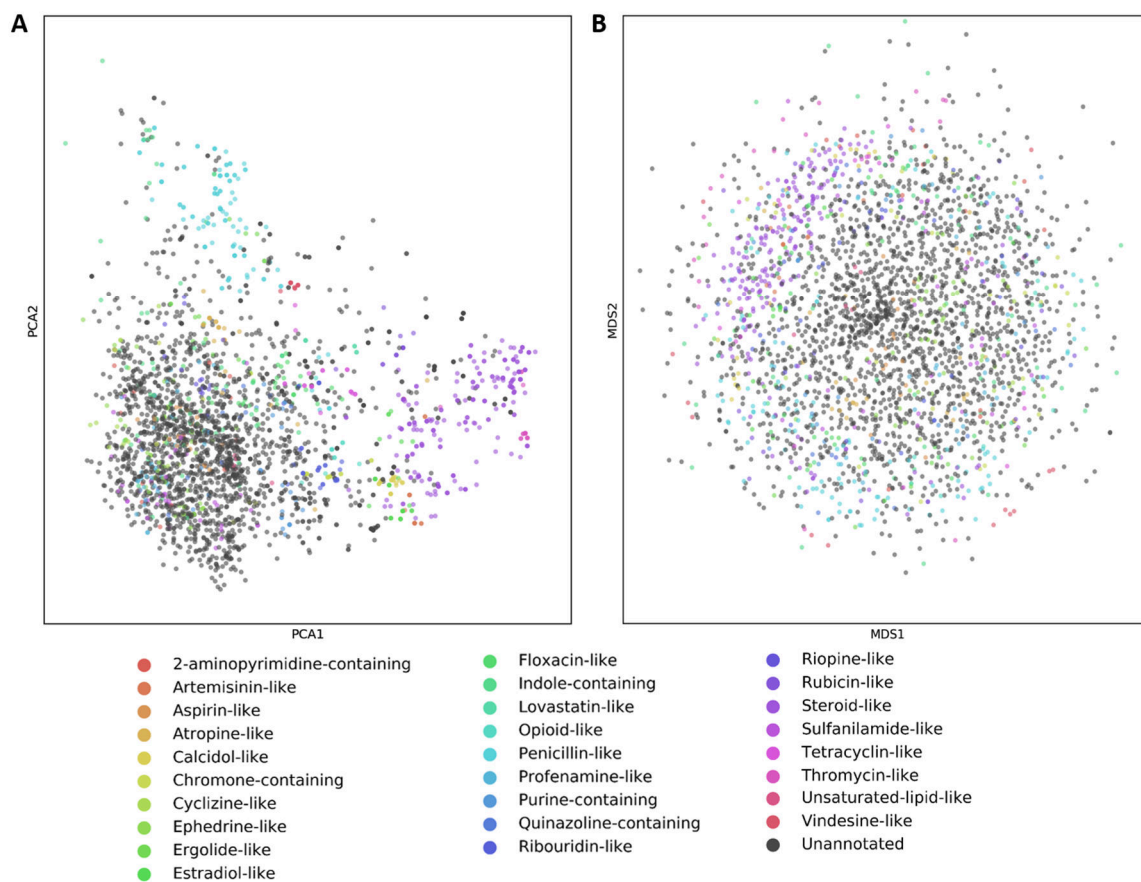 A
B
PCA2
MDS2
PCA1
MDS1
2-aminopyrimidine-containing
Artemisinin-like
Aspirin-like
Atropine-like
Calcidol-like
Chromone-containing
Cyclizine-like
Ephedrine-like
Ergolide-like
Estradiol-like
Floxacin-like
Indole-containing
Lovastatin-like
Opioid-like
Penicillin-like
Profenamine-like
Purine-containing
Quinazoline-containing
Ribouridin-like
Riopine-like
Rubicin-like
Steroid-like
Sulfanilamide-like
Tetracyclin-like
Thromycin-like
Unsaturated-lipid-like
Vindesine-like
Unannotated